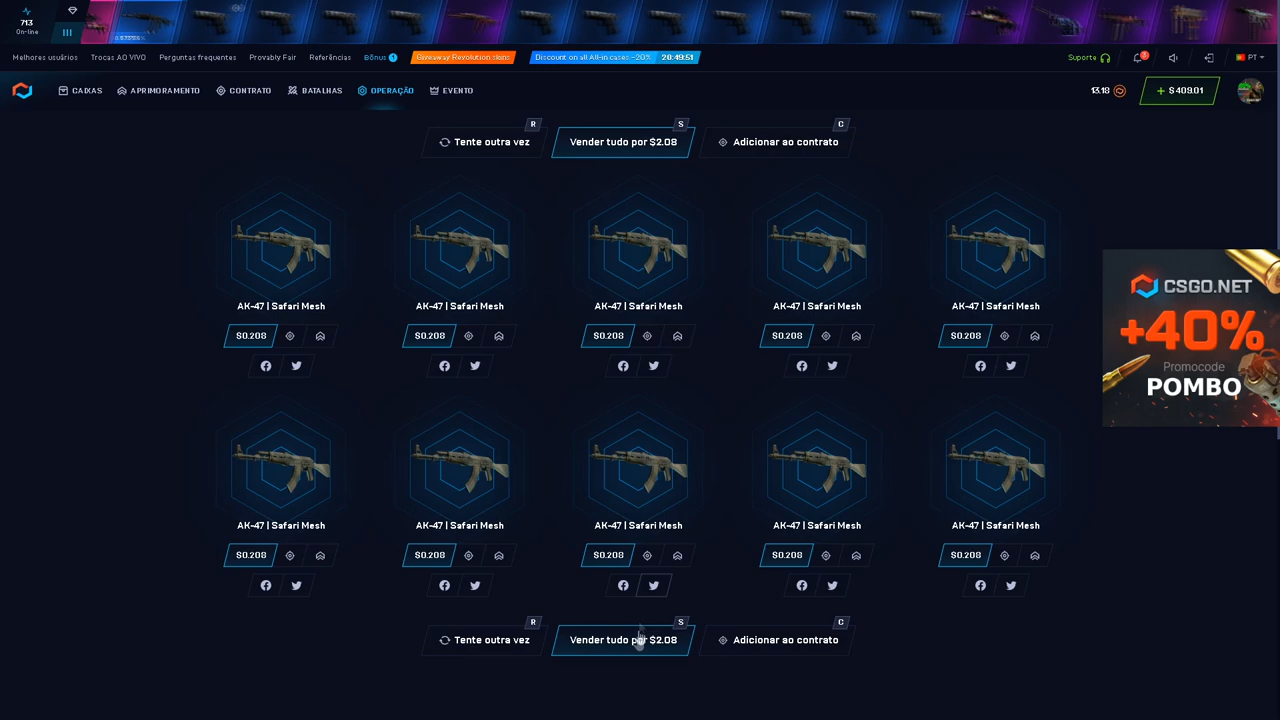 713
On-line
Melhores usuários Trocas AO VIVO Perguntas frequentes Provably Fair Referências Bônus Giveaway Revolution skins Discount on all All-in cases -20% 20:49:51 Suporte 3 PT
CAIXAS APRIMORAMENTO CONTRATO BATALHAS OPERAÇÃO EVENTO 13.18 + $ 409.01
R S C
Tente outra vez Vender tudo por $2.08 Adicionar ao contrato
AK-47 | Safari Mesh AK-47 | Safari Mesh AK-47 | Safari Mesh AK-47 | Safari Mesh AK-47 | Safari Mesh
$0.208 $0.208 $0.208 $0.208 $0.208
CSGO.NET
+40%
Promocode
POMBO
AK-47 | Safari Mesh AK-47 | Safari Mesh AK-47 | Safari Mesh AK-47 | Safari Mesh AK-47 | Safari Mesh
$0.208 $0.208 $0.208 $0.208 $0.208
R S C
Tente outra vez Vender tudo por $2.08 Adicionar ao contrato